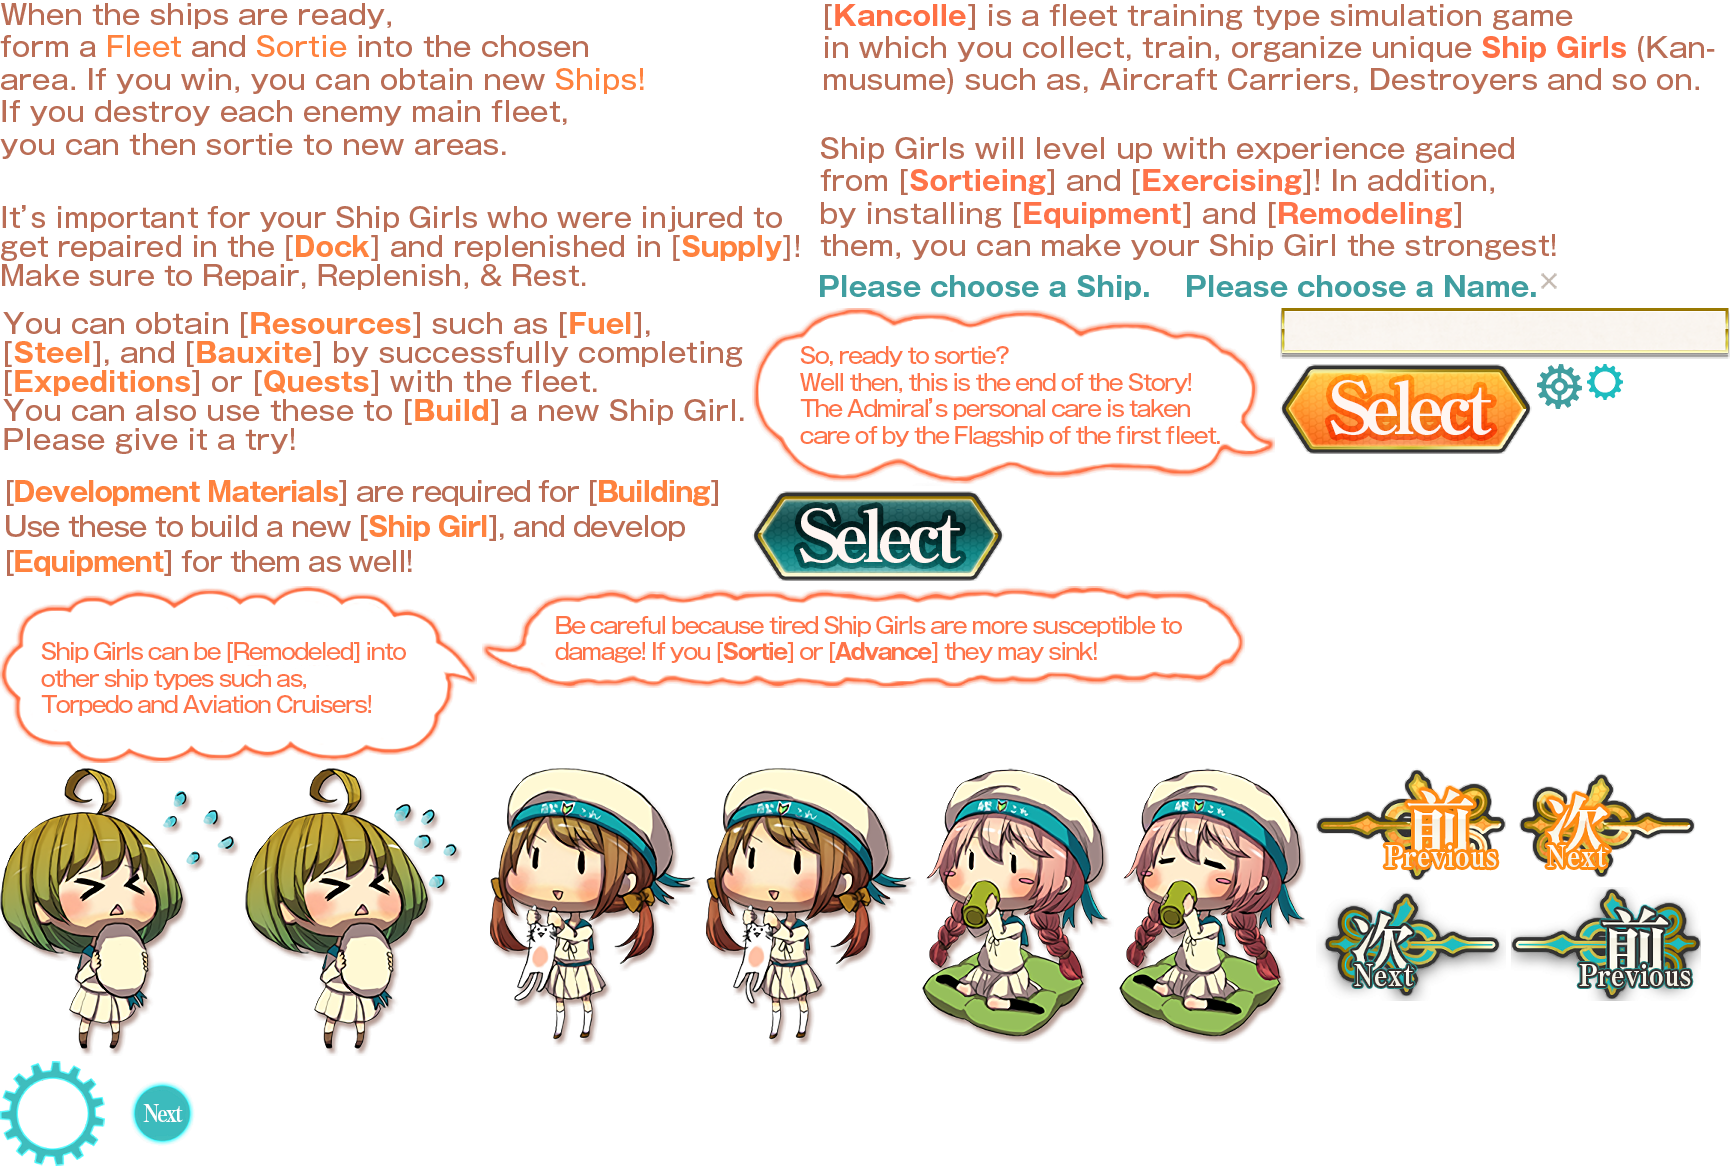 When the ships are ready,
form a Fleet and Sortie into the chosen
area. If you win, you can obtain new Ships!
If you destroy each enemy main fleet,
you can then sortie to new areas.
It's important for your Ship Girls who were injured to
get repaired in the [Dock] and replenished in [Supply]!
Make sure to Repair, Replenish, & Rest.
You can obtain [Resources] such as [Fuel],
[Steel], and [Bauxite] by successfully completing
[Expeditions] or [Quests] with the fleet.
You can also use these to [Build] a new Ship Girl.
Please give it a try!
[Development Materials] are required for [Building]
Use these to build a new [Ship Girl], and develop
[Equipment] for them as well!
[Kancolle] is a fleet training type simulation game
in which you collect, train, organize unique Ship Girls (Kan-
musume) such as, Aircraft Carriers, Destroyers and so on.
Ship Girls will level up with experience gained
from [Sortieing] and [Exercising]! In addition,
by installing [Equipment] and [Remodeling]
them, you can make your Ship Girl the strongest!
Please choose a Ship.
Please choose a Name.
So, ready to sortie?
Well then, this is the end of the Story!
The Admiral's personal care is taken
care of by the Flagship of the first fleet.
Select
Select
Ship Girls can be [Remodeled] into
other ship types such as,
Torpedo and Aviation Cruisers!
Be careful because tired Ship Girls are more susceptible to
damage! If you [Sortie] or [Advance] they may sink!
艦これ
艦これ
艦これ
艦これ
前
Previous
次
Next
次
Next
前
Previous
Next